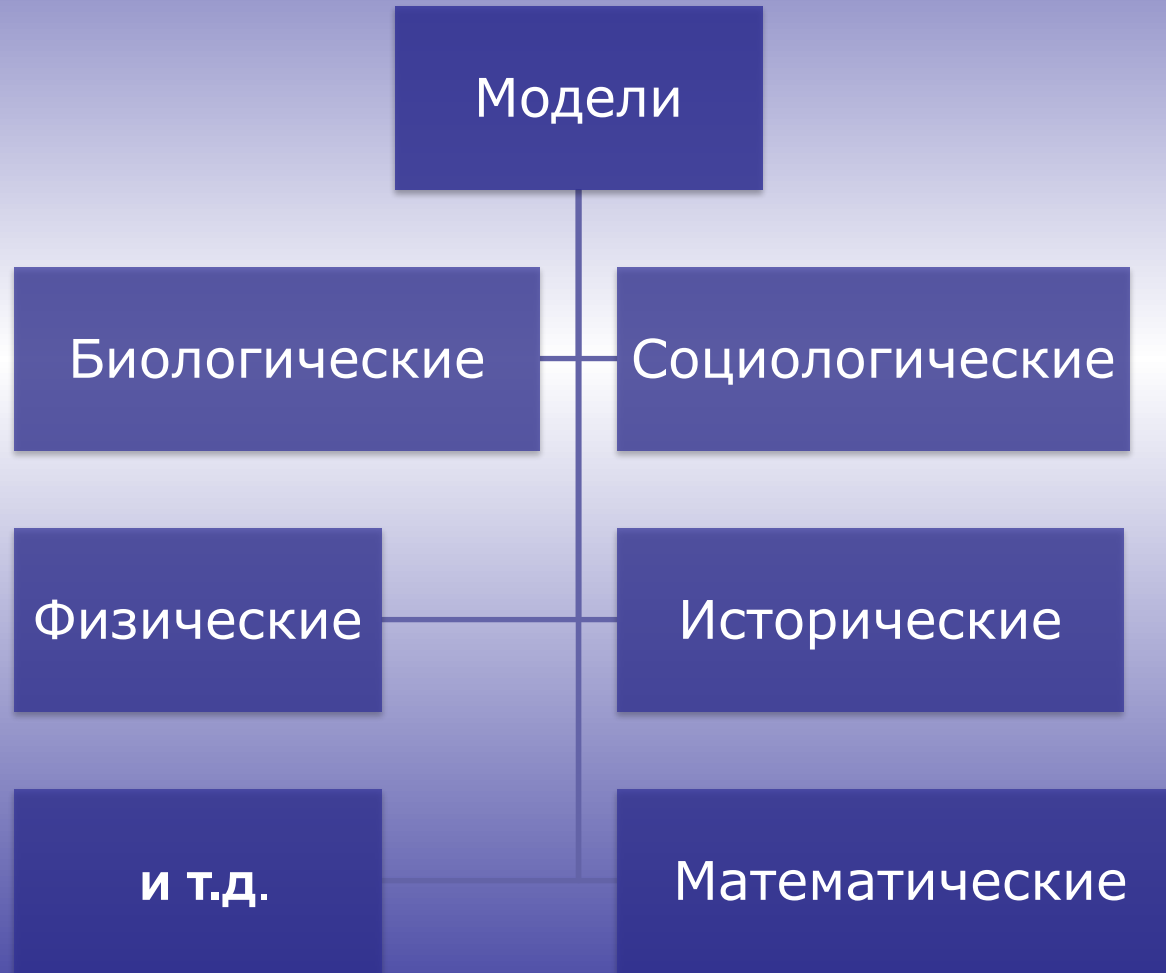 Модели
Биологические
Социологические
Физические
Исторические
и т.д.
Математические